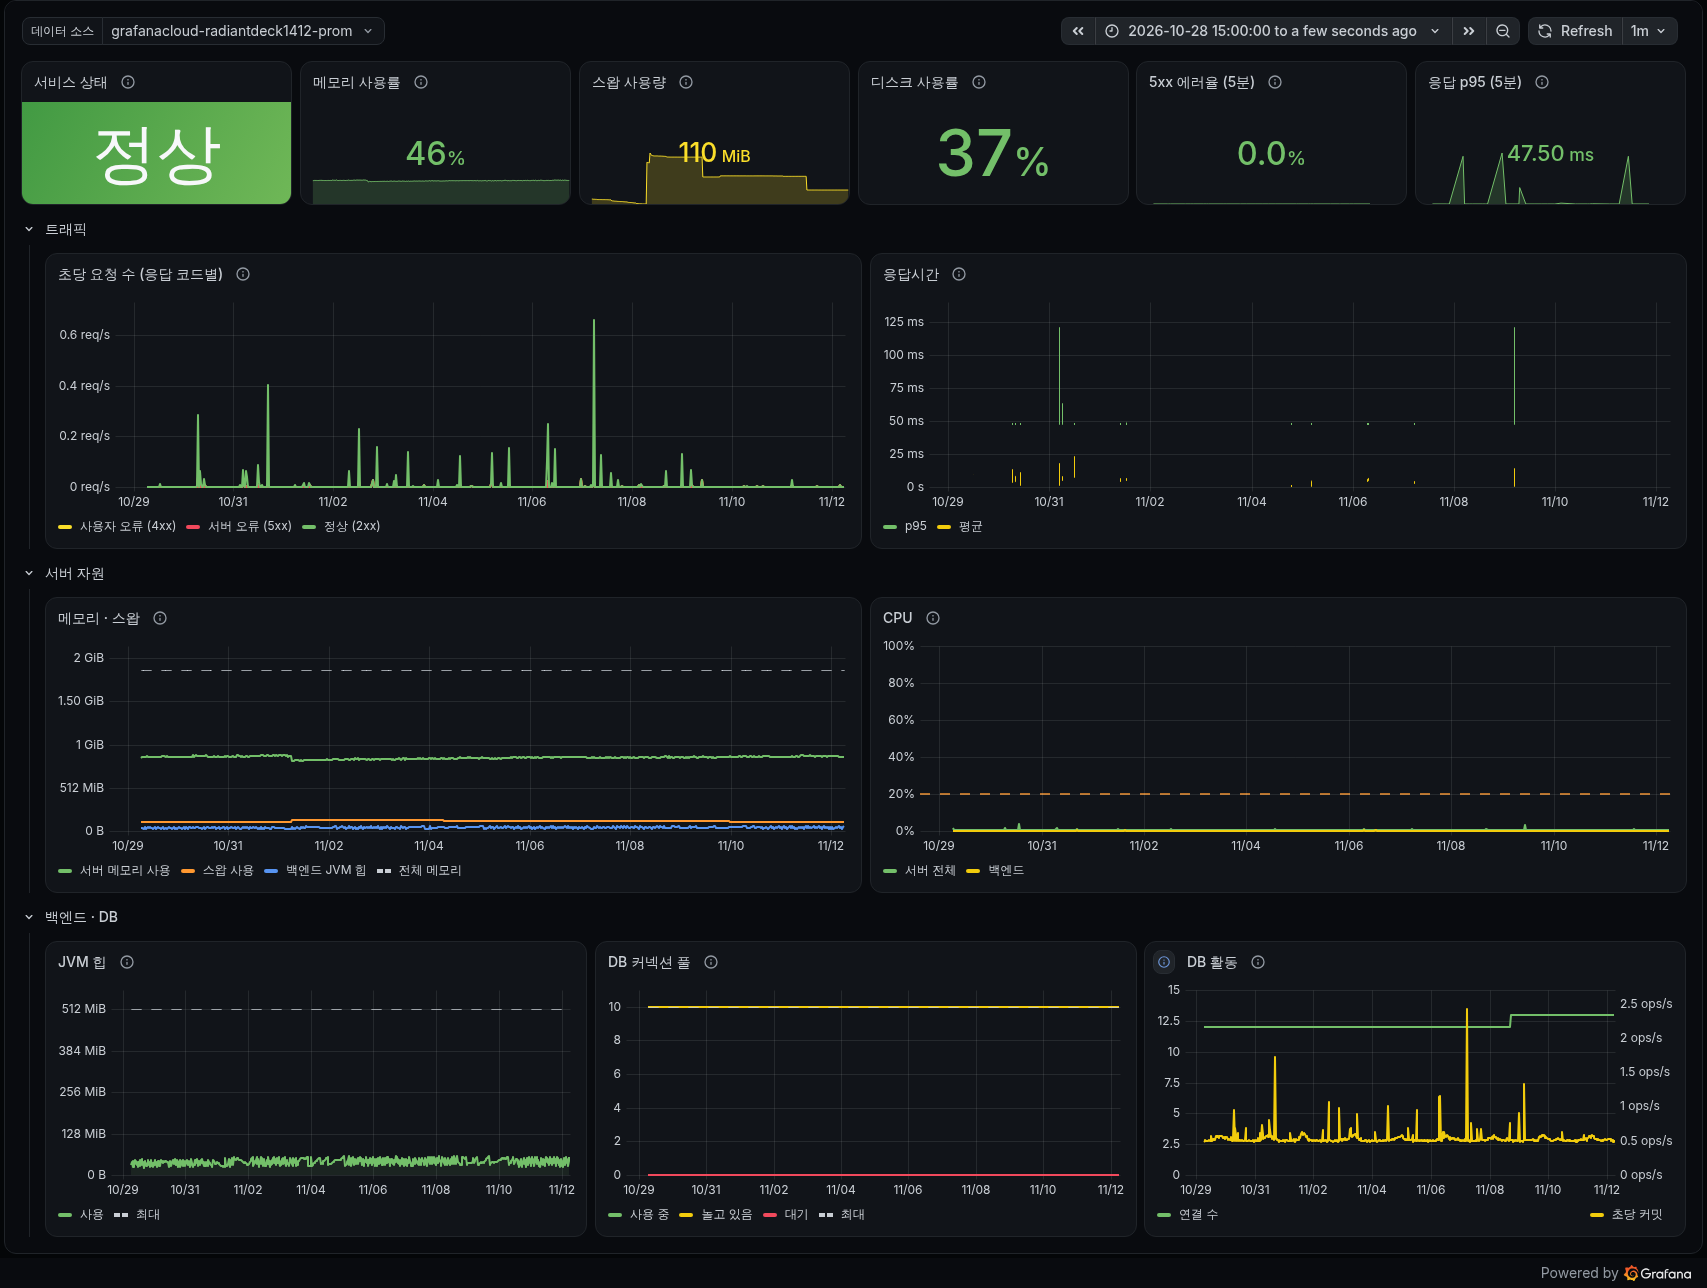 데이터 소스 grafanacloud-radiantdeck1412-prom
2026-10-28 15:00:00 to a few seconds ago Refresh 1m
서비스 상태
정상
메모리 사용률
46%
스왑 사용량
110 MiB
디스크 사용률
37%
5xx 에러율 (5분)
0.0%
응답 p95 (5분)
47.50 ms
트래픽
초당 요청 수 (응답 코드별)
0.6 req/s
0.4 req/s
0.2 req/s
0 req/s
10/29 10/31 11/02 11/04 11/06 11/08 11/10 11/12
사용자 오류 (4xx) 서버 오류 (5xx) 정상 (2xx)
응답시간
125 ms
100 ms
75 ms
50 ms
25 ms
0 s
10/29 10/31 11/02 11/04 11/06 11/08 11/10 11/12
p95 평균
서버 자원
메모리 · 스왑
2 GiB
1.50 GiB
1 GiB
512 MiB
0 B
10/29 10/31 11/02 11/04 11/06 11/08 11/10 11/12
서버 메모리 사용 스왑 사용 백엔드 JVM 힙 전체 메모리
CPU
100%
80%
60%
40%
20%
0%
10/29 10/31 11/02 11/04 11/06 11/08 11/10 11/12
서버 전체 백엔드
백엔드 · DB
JVM 힙
512 MiB
384 MiB
256 MiB
128 MiB
0 B
10/29 10/31 11/02 11/04 11/06 11/08 11/10 11/12
사용 최대
DB 커넥션 풀
10
8
6
4
2
0
10/29 10/31 11/02 11/04 11/06 11/08 11/10 11/12
사용 중 놀고 있음 대기 최대
DB 활동
15
12.5
10
7.5
5
2.5
0
2.5 ops/s
2 ops/s
1.5 ops/s
1 ops/s
0.5 ops/s
0 ops/s
10/29 10/31 11/02 11/04 11/06 11/08 11/10 11/12
연결 수 초당 커밋
Powered by Grafana